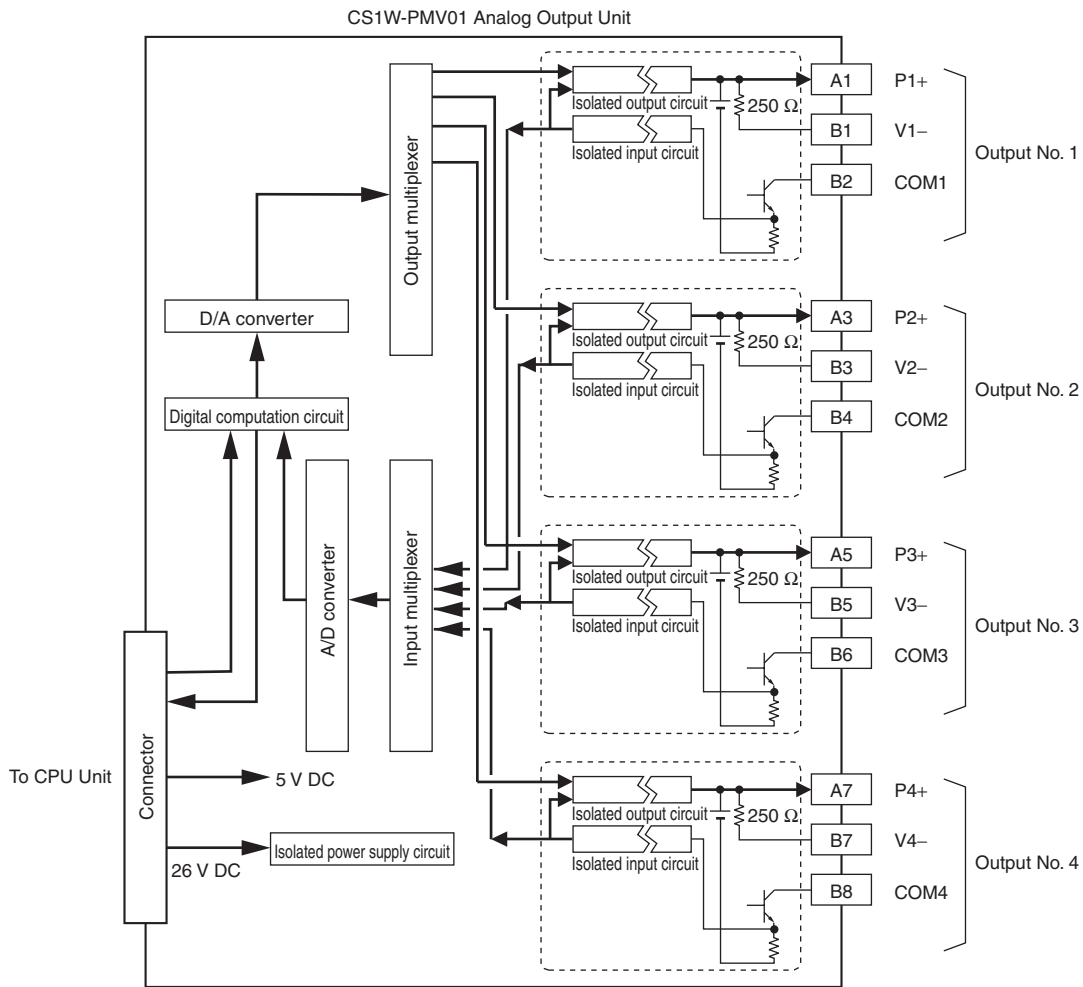 CS1W-PMV01 Analog Output Unit
Output multiplexer
Isolated output circuit
Isolated input circuit
250 Ω
A1
P1+
B1
V1−
B2
COM1
Output No. 1
D/A converter
Digital computation circuit
Isolated output circuit
Isolated input circuit
250 Ω
A3
P2+
B3
V2−
B4
COM2
Output No. 2
A/D converter
Input multiplexer
Isolated output circuit
Isolated input circuit
250 Ω
A5
P3+
B5
V3−
B6
COM3
Output No. 3
To CPU Unit
Connector
5 V DC
26 V DC
Isolated power supply circuit
Isolated output circuit
Isolated input circuit
250 Ω
A7
P4+
B7
V4−
B8
COM4
Output No. 4